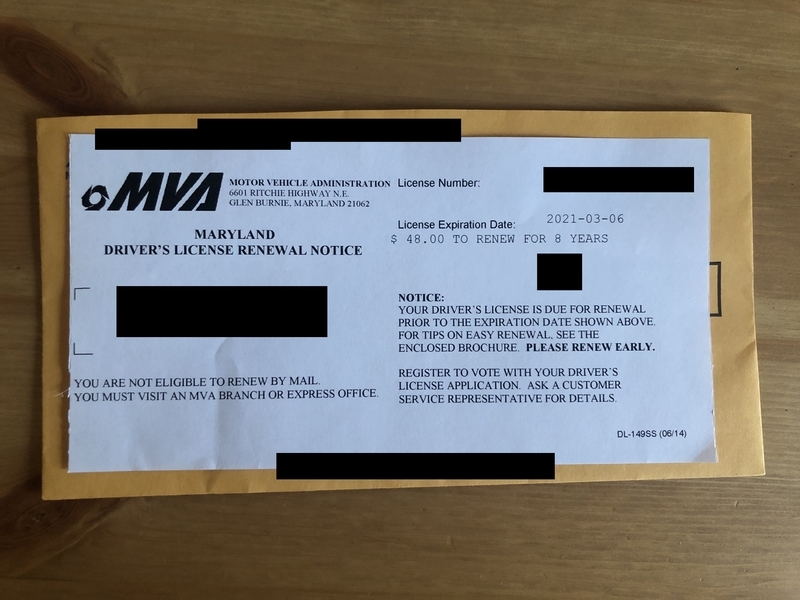 MVA
MOTOR VEHICLE ADMINISTRATION
6601 RITCHIE HIGHWAY N.E.
GLEN BURNIE, MARYLAND 21062
MARYLAND
DRIVER'S LICENSE RENEWAL NOTICE
YOU ARE NOT ELIGIBLE TO RENEW BY MAIL.
YOU MUST VISIT AN MVA BRANCH OR EXPRESS OFFICE.
License Number:
License Expiration Date: 2021-03-06
$ 48.00 TO RENEW FOR 8 YEARS
NOTICE:
YOUR DRIVER'S LICENSE IS DUE FOR RENEWAL
PRIOR TO THE EXPIRATION DATE SHOWN ABOVE.
FOR TIPS ON EASY RENEWAL, SEE THE
ENCLOSED BROCHURE. PLEASE RENEW EARLY.
REGISTER TO VOTE WITH YOUR DRIVER'S
LICENSE APPLICATION. ASK A CUSTOMER
SERVICE REPRESENTATIVE FOR DETAILS.
DL-149SS (06/14)